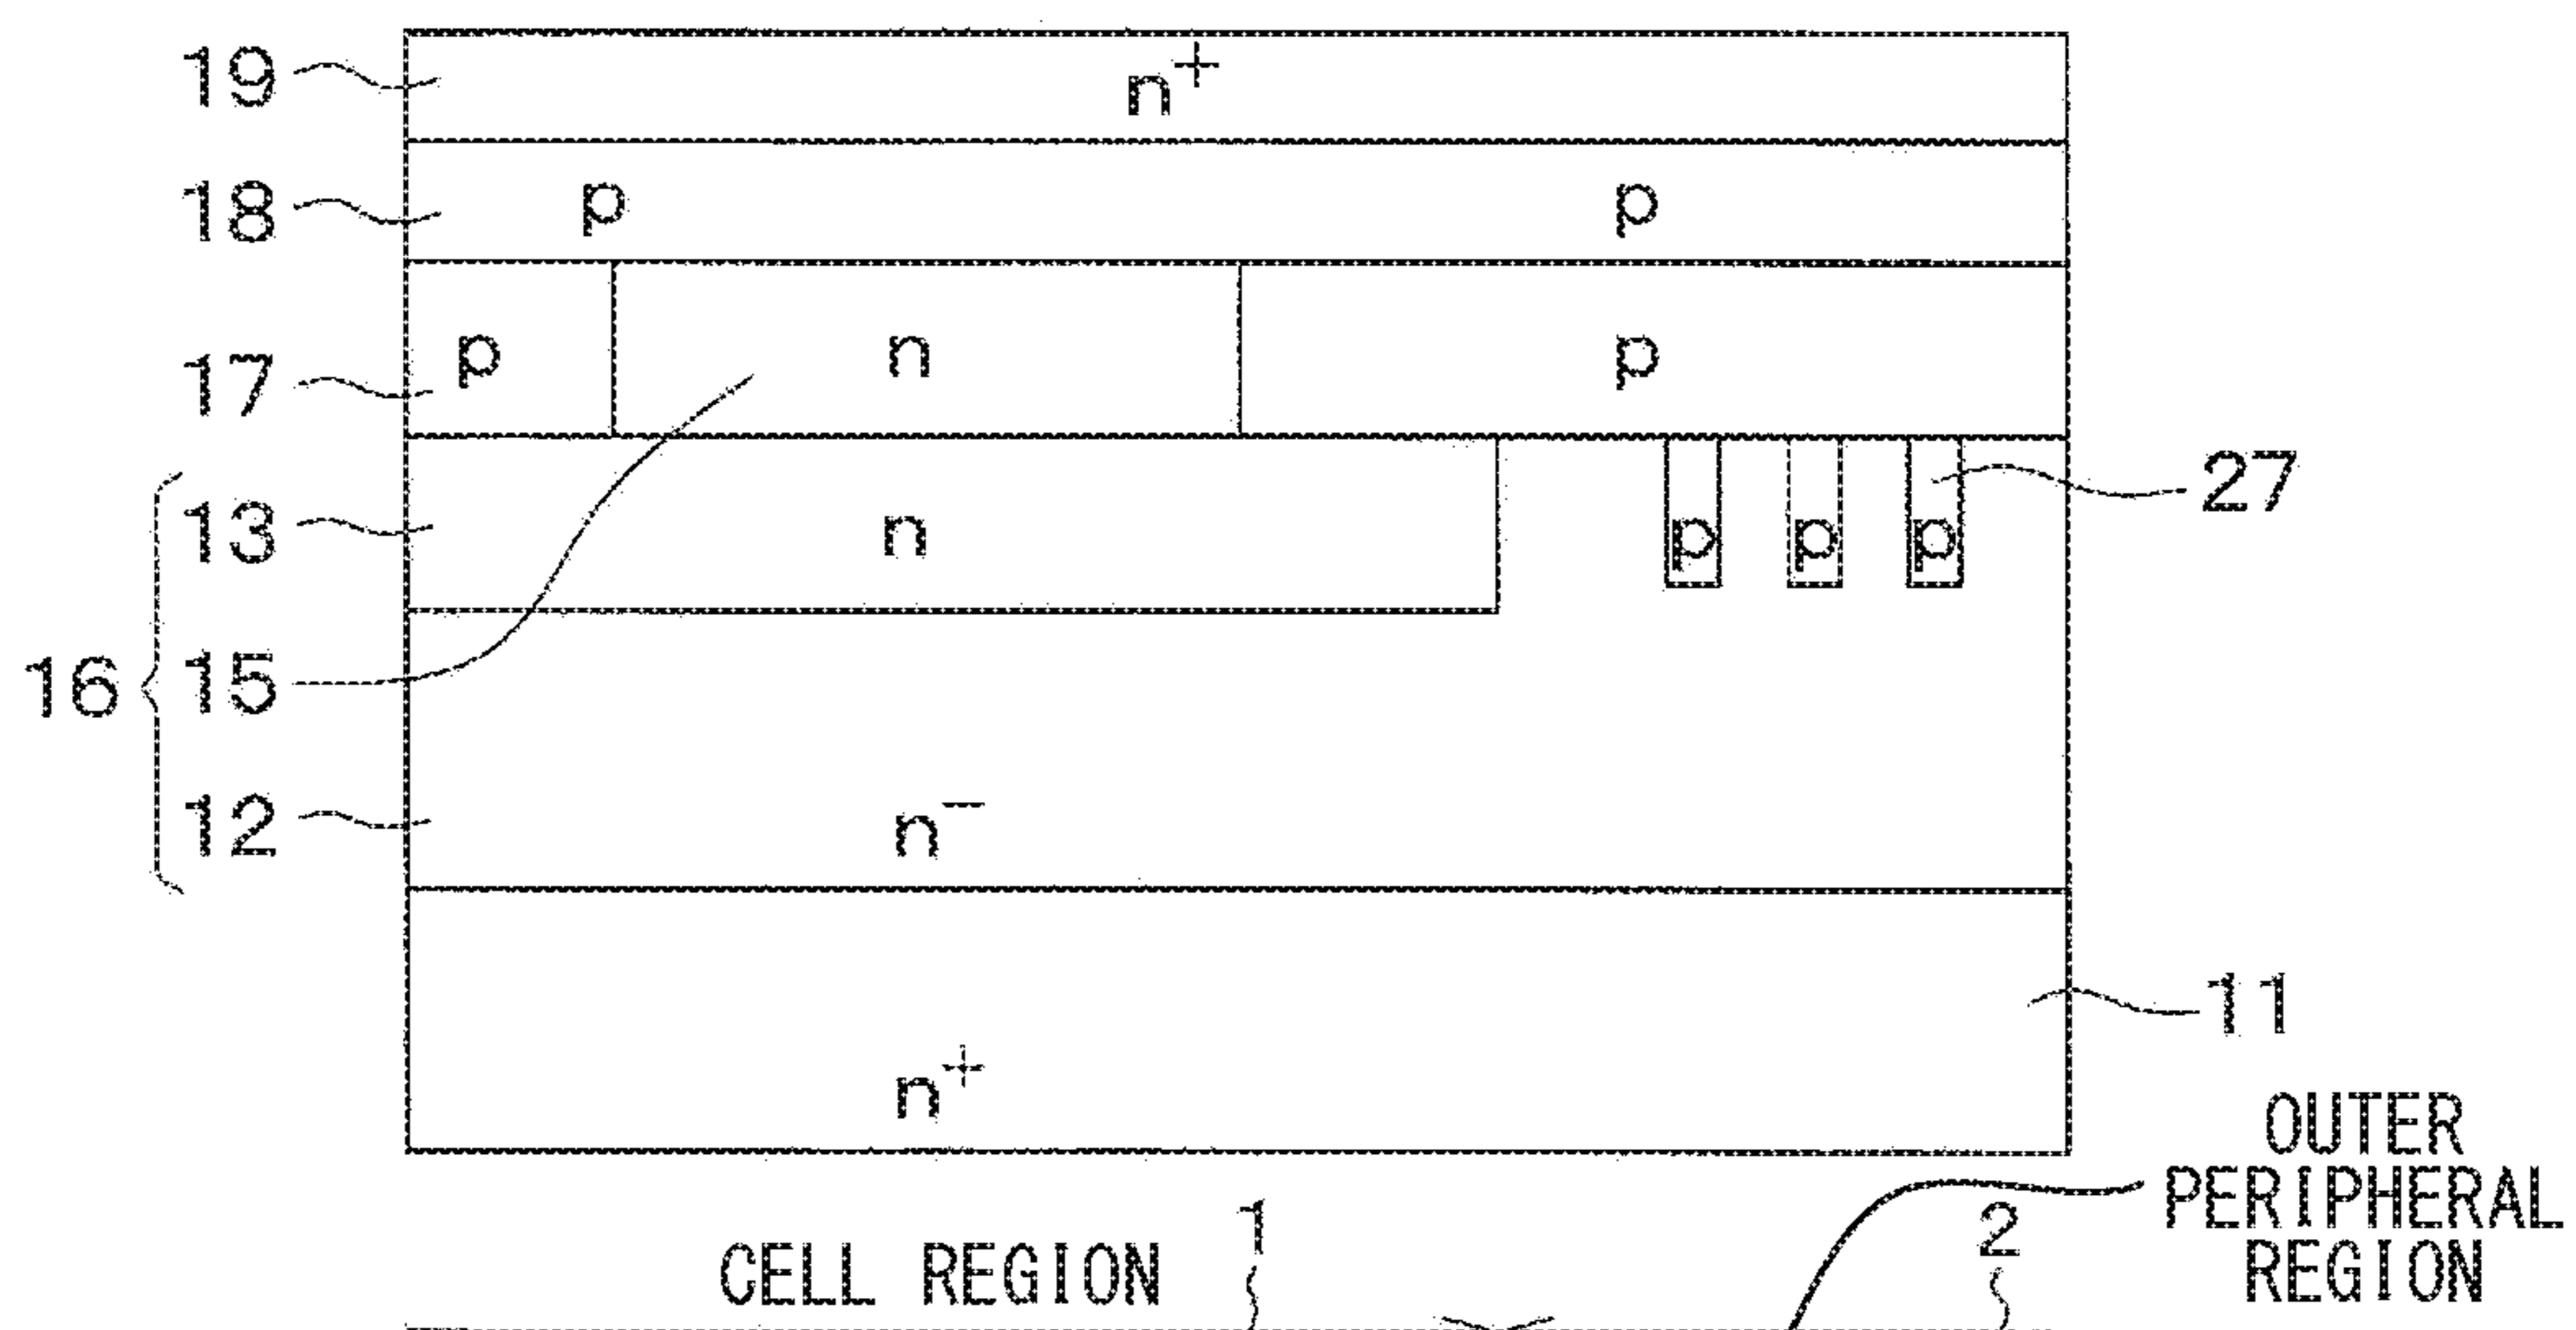 19 n+
18 p p
17 p n p
13 n p p p 27
16 15
12 n−
11
n+
OUTER
PERIPHERAL
REGION
CELL REGION 1 2